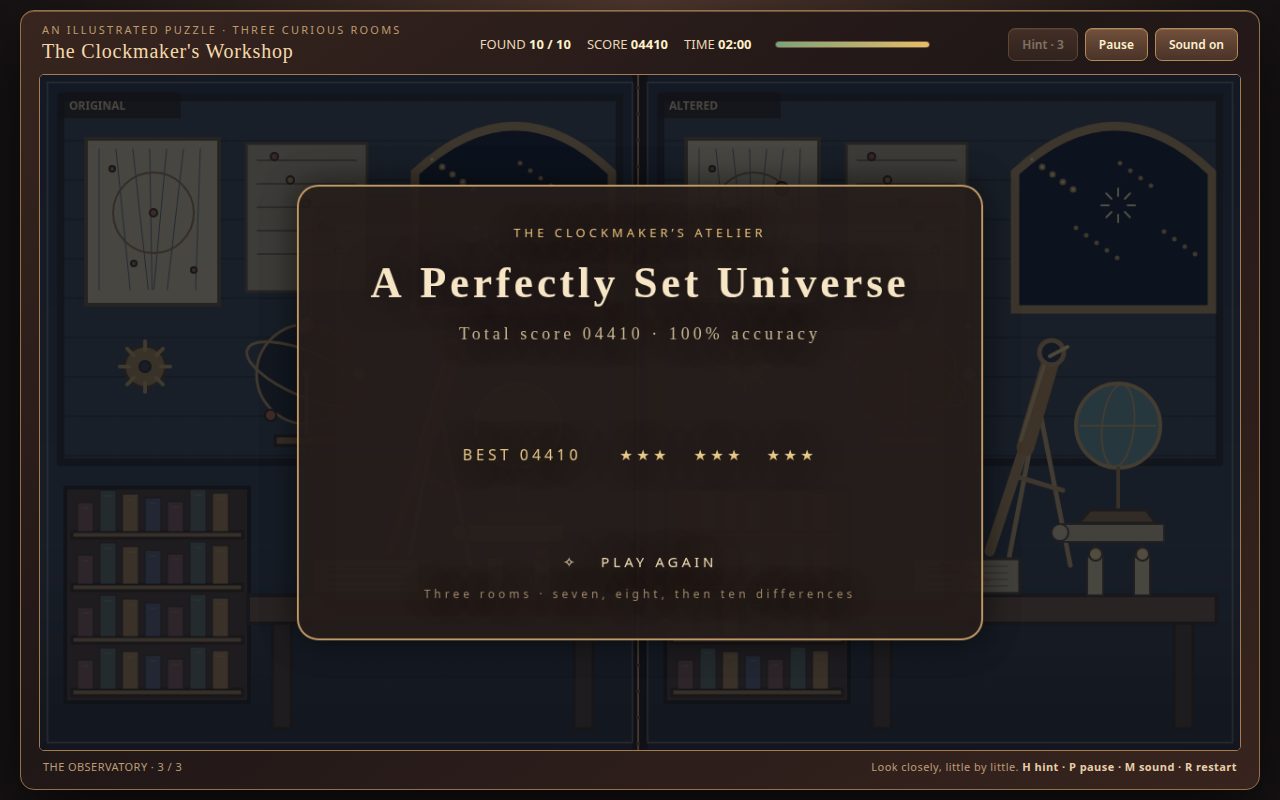 AN ILLUSTRATED PUZZLE · THREE CURIOUS ROOMS
The Clockmaker's Workshop
FOUND 10 / 10 SCORE 04410 TIME 02:00
Hint · 3
Pause
Sound on
ORIGINAL
ALTERED
THE CLOCKMAKER'S ATELIER
A Perfectly Set Universe
Total score 04410 · 100% accuracy
BEST 04410 ★★★ ★★★ ★★★
✧ PLAY AGAIN
Three rooms · seven, eight, then ten differences
THE OBSERVATORY · 3 / 3
Look closely, little by little. H hint · P pause · M sound · R restart